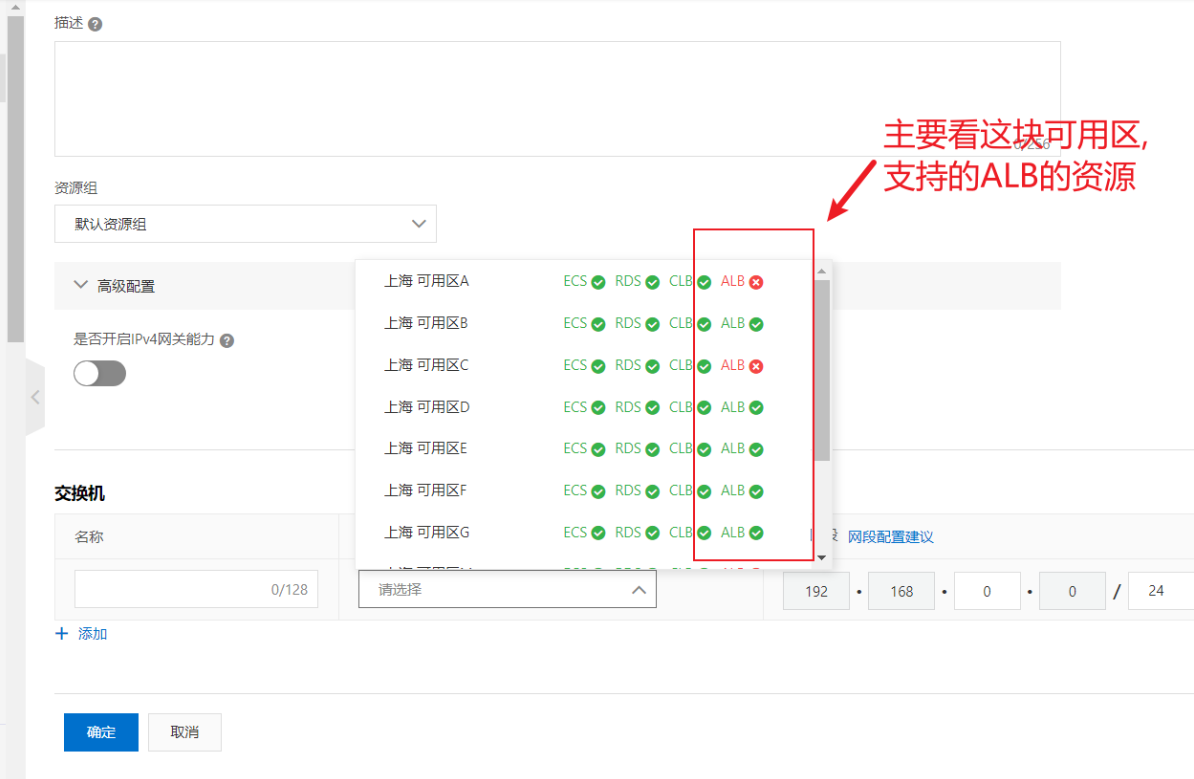 描述
0/256
主要看这块可用区,
支持的ALB的资源
资源组
默认资源组
高级配置
是否开启IPv4网关能力
上海 可用区A ECS RDS CLB ALB
上海 可用区B ECS RDS CLB ALB
上海 可用区C ECS RDS CLB ALB
上海 可用区D ECS RDS CLB ALB
上海 可用区E ECS RDS CLB ALB
上海 可用区F ECS RDS CLB ALB
上海 可用区G ECS RDS CLB ALB
交换机
名称
网段配置建议
0/128
请选择
192 • 168 • 0 • 0 / 24
+ 添加
确定
取消